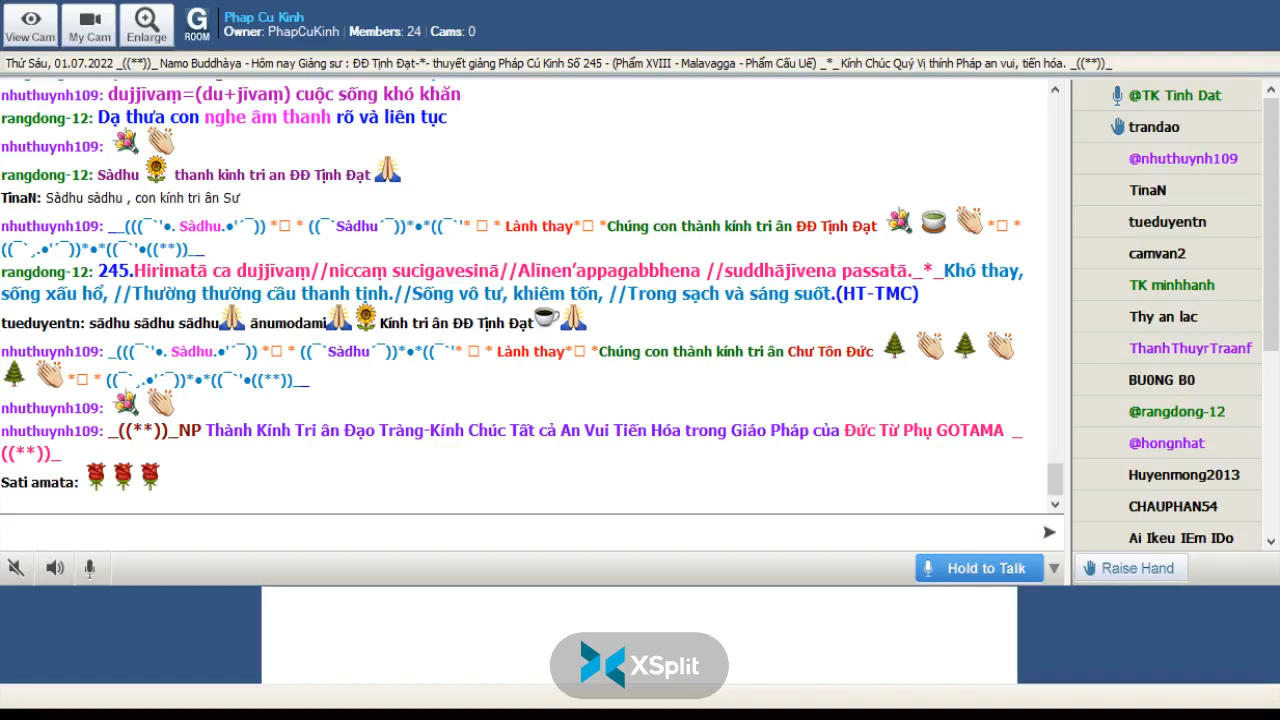 View Cam
My Cam
Enlarge
G
ROOM
Phap Cu Kinh
Owner: PhapCuKinh | Members: 24 | Cams: 0
Thứ Sáu, 01.07.2022 _((**))_ Namo Buddhàya - Hôm nay Giảng sư : ĐĐ Tịnh Đạt-*- thuyết giảng Pháp Cú Kinh Số 245 - (Phẩm XVIII - Malavagga - Phẩm Cấu Uế) _*_ Kính Chúc Quý Vị thính Pháp an vui, tiến hóa. _((**))_
nhuthuynh109: dujjīvaṃ=(du+jīvaṃ) cuộc sống khó khăn
rangdong-12: Dạ thưa con nghe âm thanh rõ và liên tục
nhuthuynh109: 💐 👏
rangdong-12: Sàdhu 🌻 thanh kinh tri an ĐĐ Tịnh Đạt 🙏
TinaN: Sàdhu sàdhu , con kính tri ân Sư
nhuthuynh109: __(((¯`'•. Sàdhu.•'´¯)) *□ * ((¯`Sàdhu´¯))*•*((¯`'* □ * Lành thay*□ *Chúng con thành kính tri ân ĐĐ Tịnh Đạt 💐 🍵 👏 *□ *
((¯`¸.•'´¯))*•*((¯`'•((**))__
rangdong-12: 245.Hirimatā ca dujjīvaṃ//niccaṃ sucigavesinā//Alīnen’appagabbhena //suddhājīvena passatā._*_Khó thay,
sống xấu hổ, //Thường thường cầu thanh tịnh.//Sống vô tư, khiêm tốn, //Trong sạch và sáng suốt.(HT-TMC)
tueduyentn: sādhu sādhu sādhu🙏 ānumodami🙏🌻Kính tri ân ĐĐ Tịnh Đạt☕🙏
nhuthuynh109: _(((¯`'•. Sàdhu.•'´¯)) *□ * ((¯`Sàdhu´¯))*•*((¯`'* □ * Lành thay*□ *Chúng con thành kính tri ân Chư Tôn Đức 🌲 👏 🌲 👏
🌲 👏 *□ * ((¯`¸.•'´¯))*•*((¯`'•((**))__
nhuthuynh109: 💐 👏
nhuthuynh109: _((**))_NP Thành Kính Tri ân Đạo Tràng-Kính Chúc Tất cả An Vui Tiến Hóa trong Giáo Pháp của Đức Từ Phụ GOTAMA _
((**))_
Sati amata: 🌹🌹🌹
@TK Tinh Dat
trandao
@nhuthuynh109
TinaN
tueduyentn
camvan2
TK minhhanh
Thy an lac
ThanhThuyrTraanf
BU0NG B0
@rangdong-12
@hongnhat
Huyenmong2013
CHAUPHAN54
Ai Ikeu IEm IDo
Hold to Talk
Raise Hand
XSplit